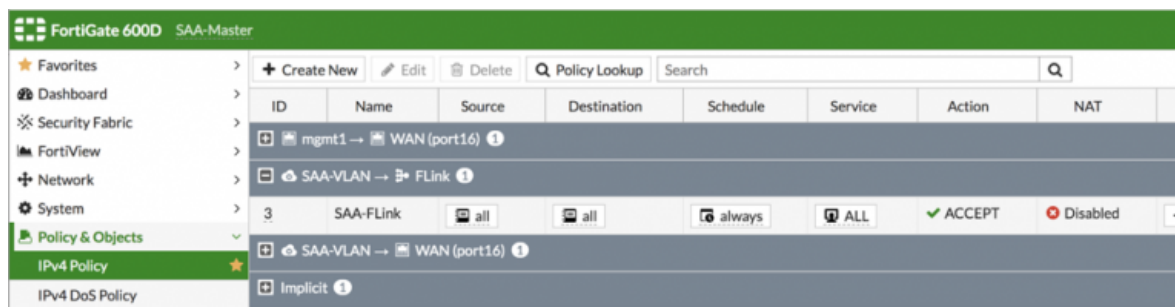 FortiGate 600D SAA-Master
Favorites
Dashboard
Security Fabric
FortiView
Network
System
Policy & Objects
IPv4 Policy
IPv4 DoS Policy
Create New Edit Delete Policy Lookup Search
ID Name Source Destination Schedule Service Action NAT
mgmt1 → WAN (port16) 1
SAA-VLAN → FLink 1
3 SAA-FLink all all always ALL ACCEPT Disabled
SAA-VLAN → WAN (port16) 1
Implicit 1